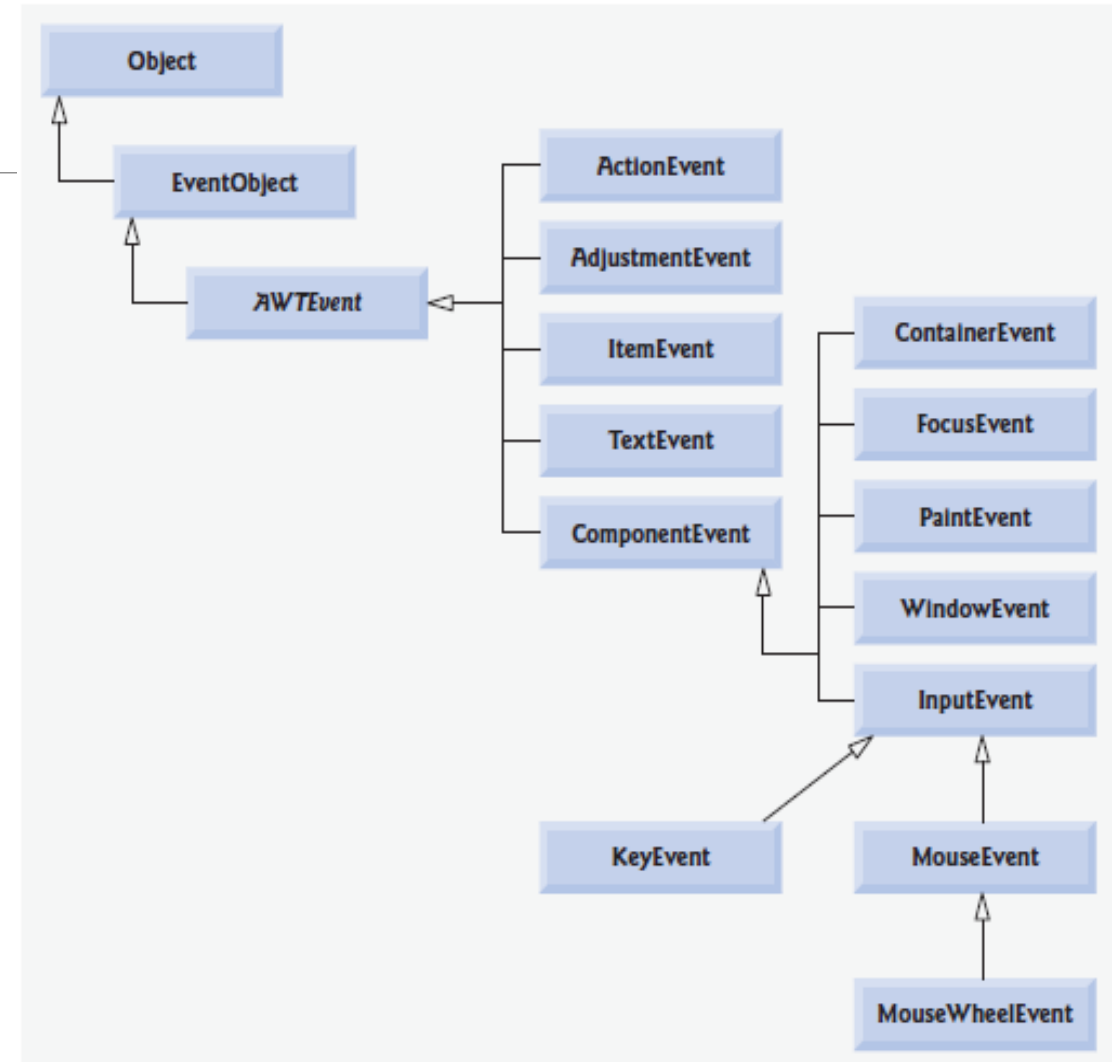 Object
EventObject
AWTEvent
ActionEvent
AdjustmentEvent
ItemEvent
TextEvent
ComponentEvent
ContainerEvent
FocusEvent
PaintEvent
WindowEvent
InputEvent
KeyEvent
MouseEvent
MouseWheelEvent